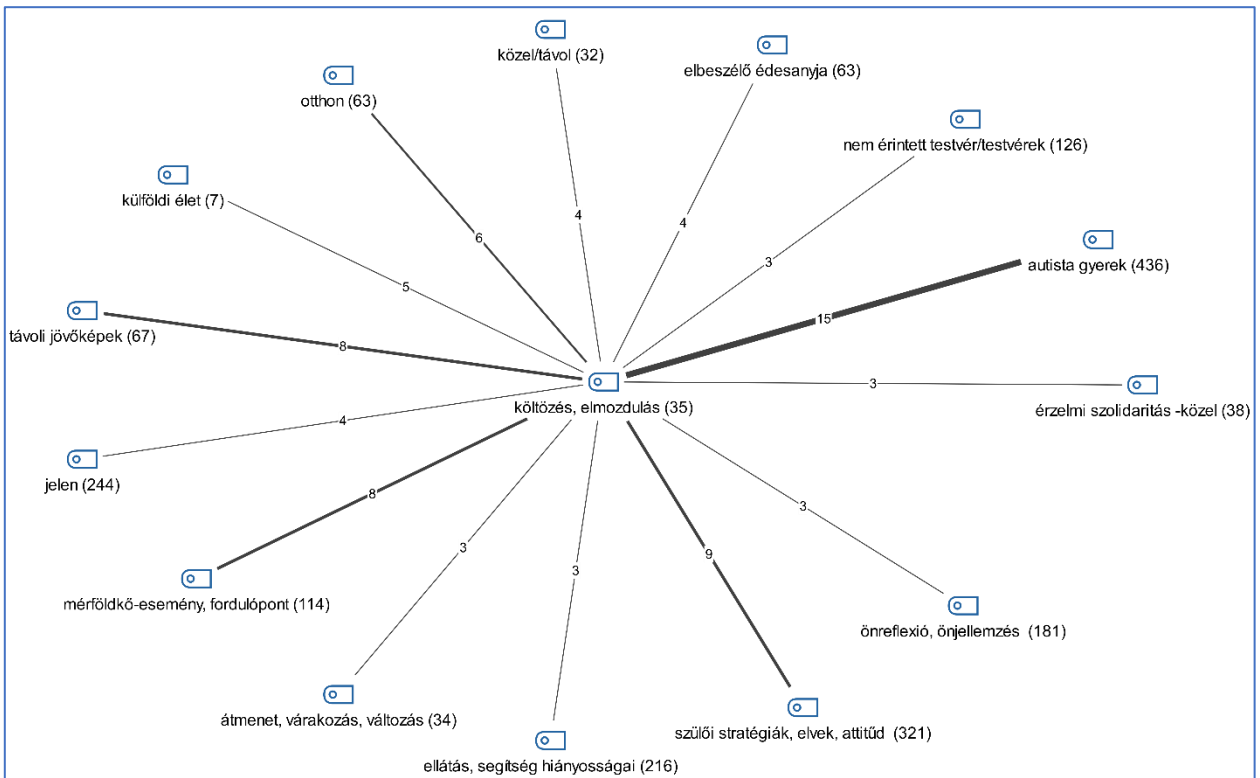 közel/távol (32)
elbeszélő édesanyja (63)
otthon (63)
nem érintett testvér/testvérek (126)
külföldi élet (7)
4
4
6
3
autista gyerek (436)
5
15
távoli jövőképek (67)
8
3
költözés, elmozdulás (35)
érzelmi szolidaritás -közel (38)
4
jelen (244)
8
3
3
3
9
mérföldkő-esemény, fordulópont (114)
önreflexió, önjellemzés (181)
átmenet, várakozás, változás (34)
szülői stratégiák, elvek, attitűd (321)
ellátás, segítség hiányosságai (216)